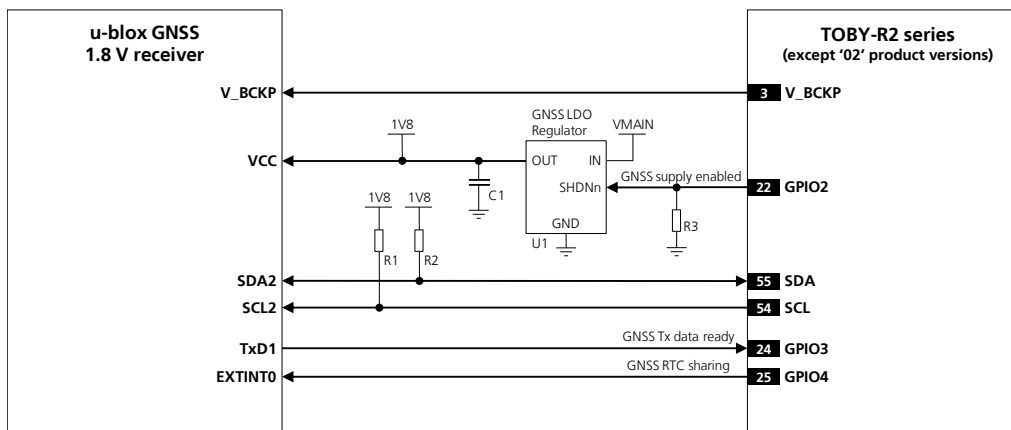 u-blox GNSS
1.8 V receiver
TOBY-R2 series
(except ‘02’ product versions)
V_BCKP
3 V_BCKP
GNSS LDO
Regulator
VMAIN
1V8
VCC
OUT
IN
GNSS supply enabled
22 GPIO2
SHDNn
C1
1V8
1V8
GND
R3
U1
R1
R2
SDA2
55 SDA
SCL2
54 SCL
GNSS Tx data ready
TxD1
24 GPIO3
GNSS RTC sharing
EXTINT0
25 GPIO4